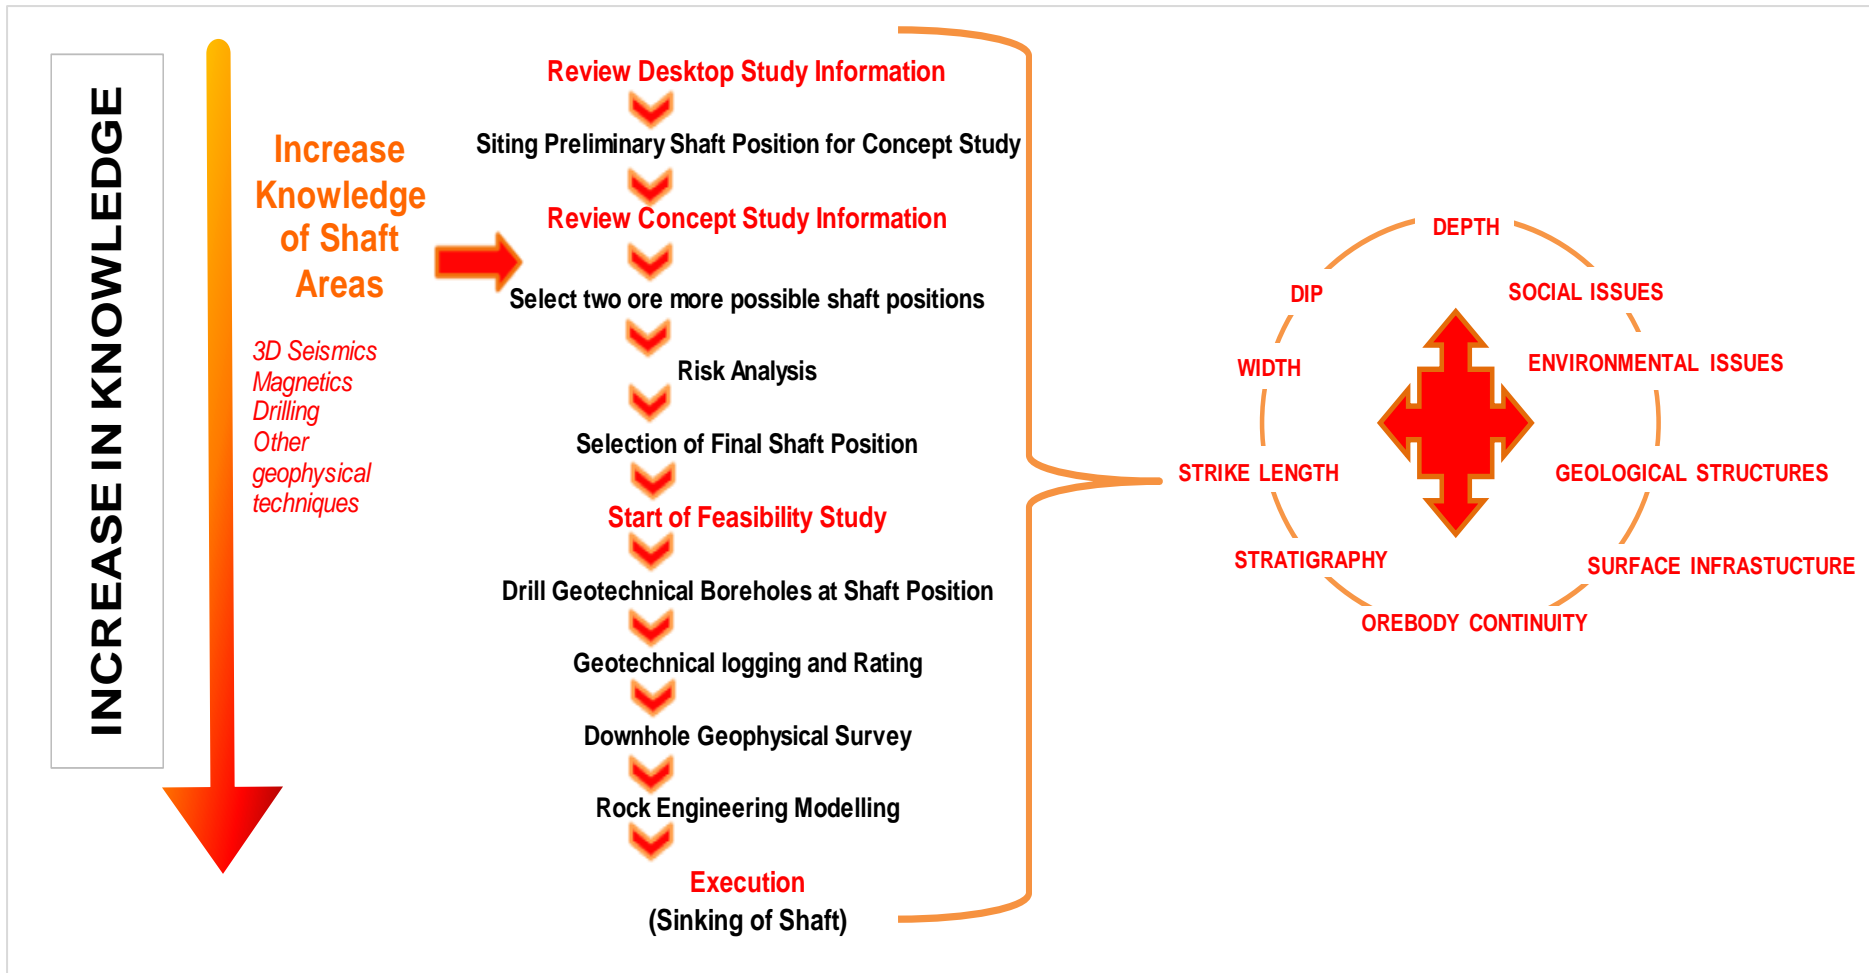 INCREASE IN KNOWLEDGE
Increase
Knowledge
of Shaft
Areas
3D Seismics
Magnetics
Drilling
Other
geophysical
techniques
Review Desktop Study Information
Siting Preliminary Shaft Position for Concept Study
Review Concept Study Information
Select two ore more possible shaft positions
Risk Analysis
Selection of Final Shaft Position
Start of Feasibility Study
Drill Geotechnical Boreholes at Shaft Position
Geotechnical logging and Rating
Downhole Geophysical Survey
Rock Engineering Modelling
Execution
(Sinking of Shaft)
DEPTH
SOCIAL ISSUES
ENVIRONMENTAL ISSUES
GEOLOGICAL STRUCTURES
SURFACE INFRASTUCTURE
OREBODY CONTINUITY
STRATIGRAPHY
STRIKE LENGTH
WIDTH
DIP